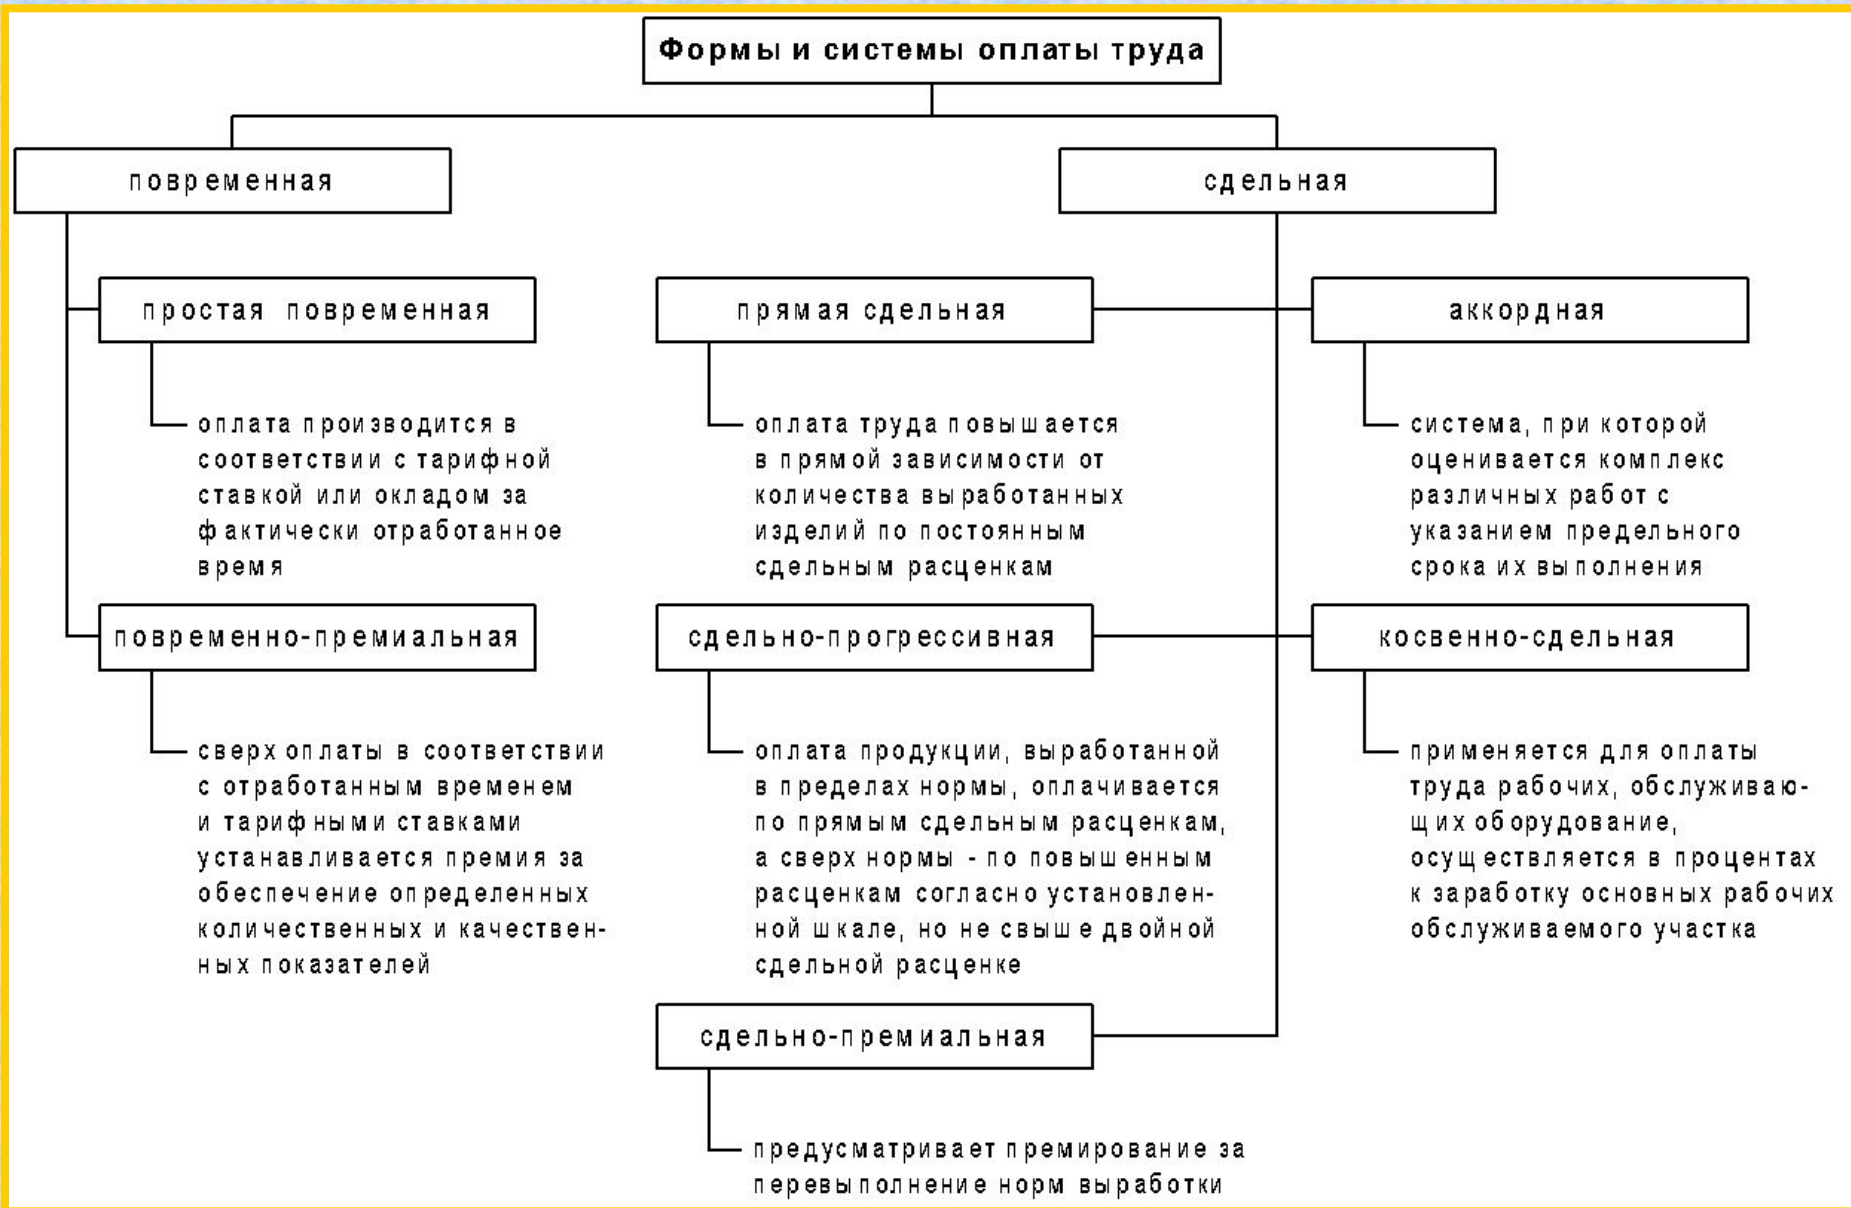 Формы и системы оплаты труда
повременная
сдельная
простая повременная
оплата производится в
соответствии с тарифной
ставкой или окладом за
фактически отработанное
время
повременно-премиальная
сверх оплаты в соответствии
с отработанным временем
и тарифными ставками
устанавливается премия за
обеспечение определенных
количественных и качествен-
ных показателей
прямая сдельная
оплата труда повышается
в прямой зависимости от
количества выработанных
изделий по постоянным
сдельным расценкам
сдельно-прогрессивная
оплата продукции, выработанной
в пределах нормы, оплачивается
по прямым сдельным расценкам,
а сверх нормы - по повышенным
расценкам согласно установлен-
ной шкале, но не свыше двойной
сдельной расценке
сдельно-премиальная
предусматривает премирование за
перевыполнение норм выработки
аккордная
система, при которой
оценивается комплекс
различных работ с
указанием предельного
срока их выполнения
косвенно-сдельная
применяется для оплаты
труда рабочих, обслуживаю-
щих оборудование,
осуществляется в процентах
к заработку основных рабочих
обслуживаемого участка